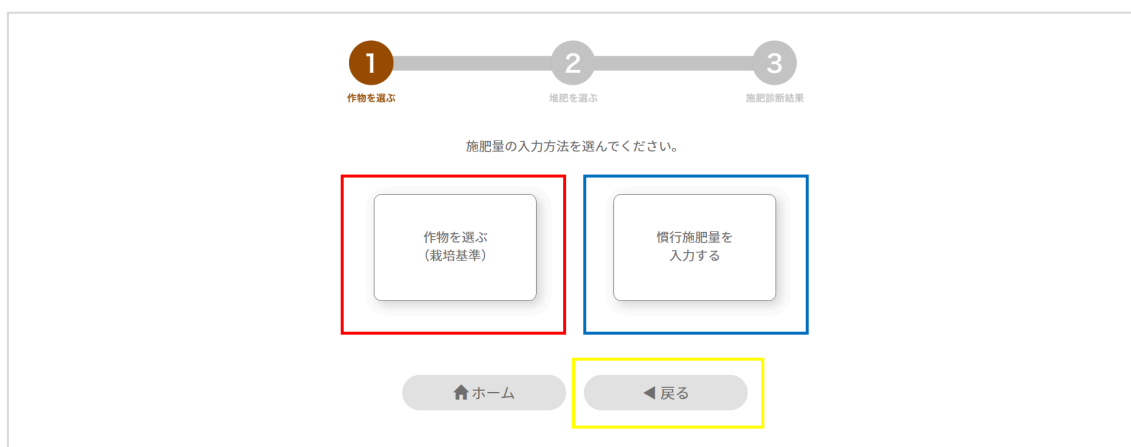 1
2
3
作物を選ぶ
堆肥を選ぶ
施肥診断結果
施肥量の入力方法を選んでください。
作物を選ぶ
（栽培基準）
慣行施肥量を
入力する
ホーム
◀戻る